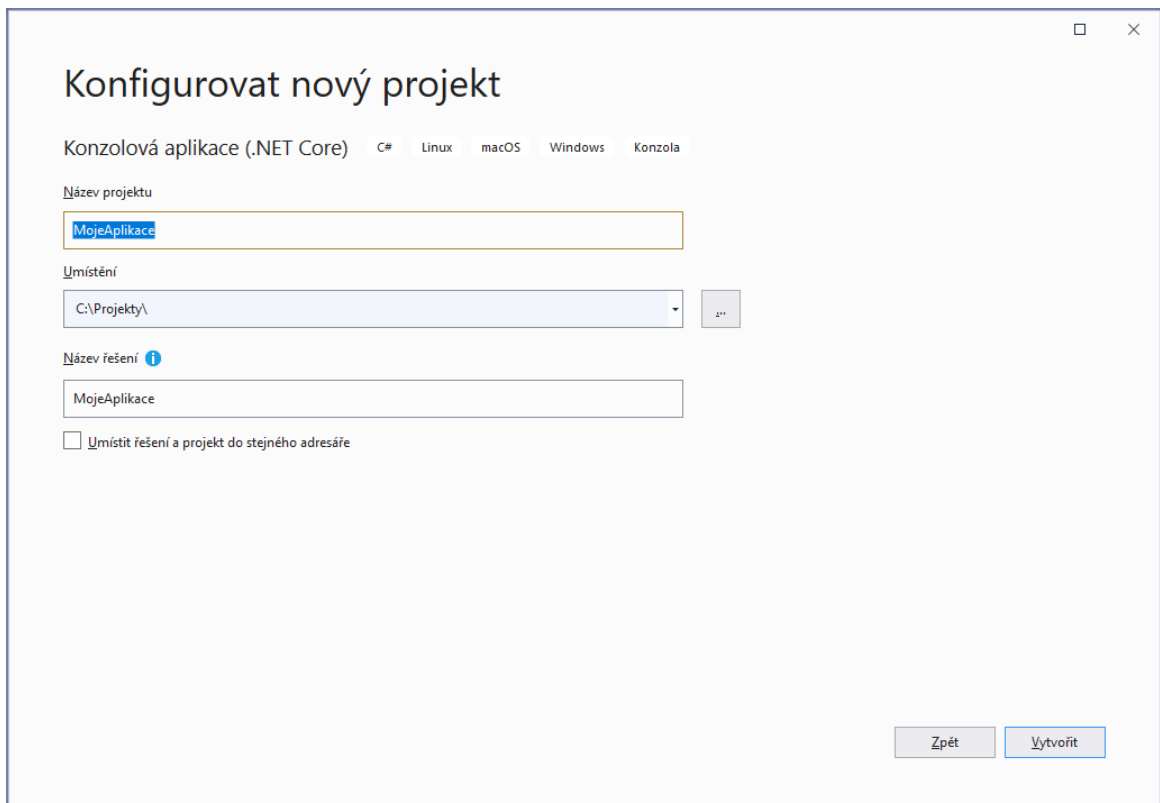 Konfigurovat nový projekt
Konzolová aplikace (.NET Core) C# Linux macOS Windows Konzola
Název projektu
MojeAplikace
Umístění
C:\Projekty\
...
Název řešení
MojeAplikace
Umístit řešení a projekt do stejného adresáře
Zpět Vytvořit